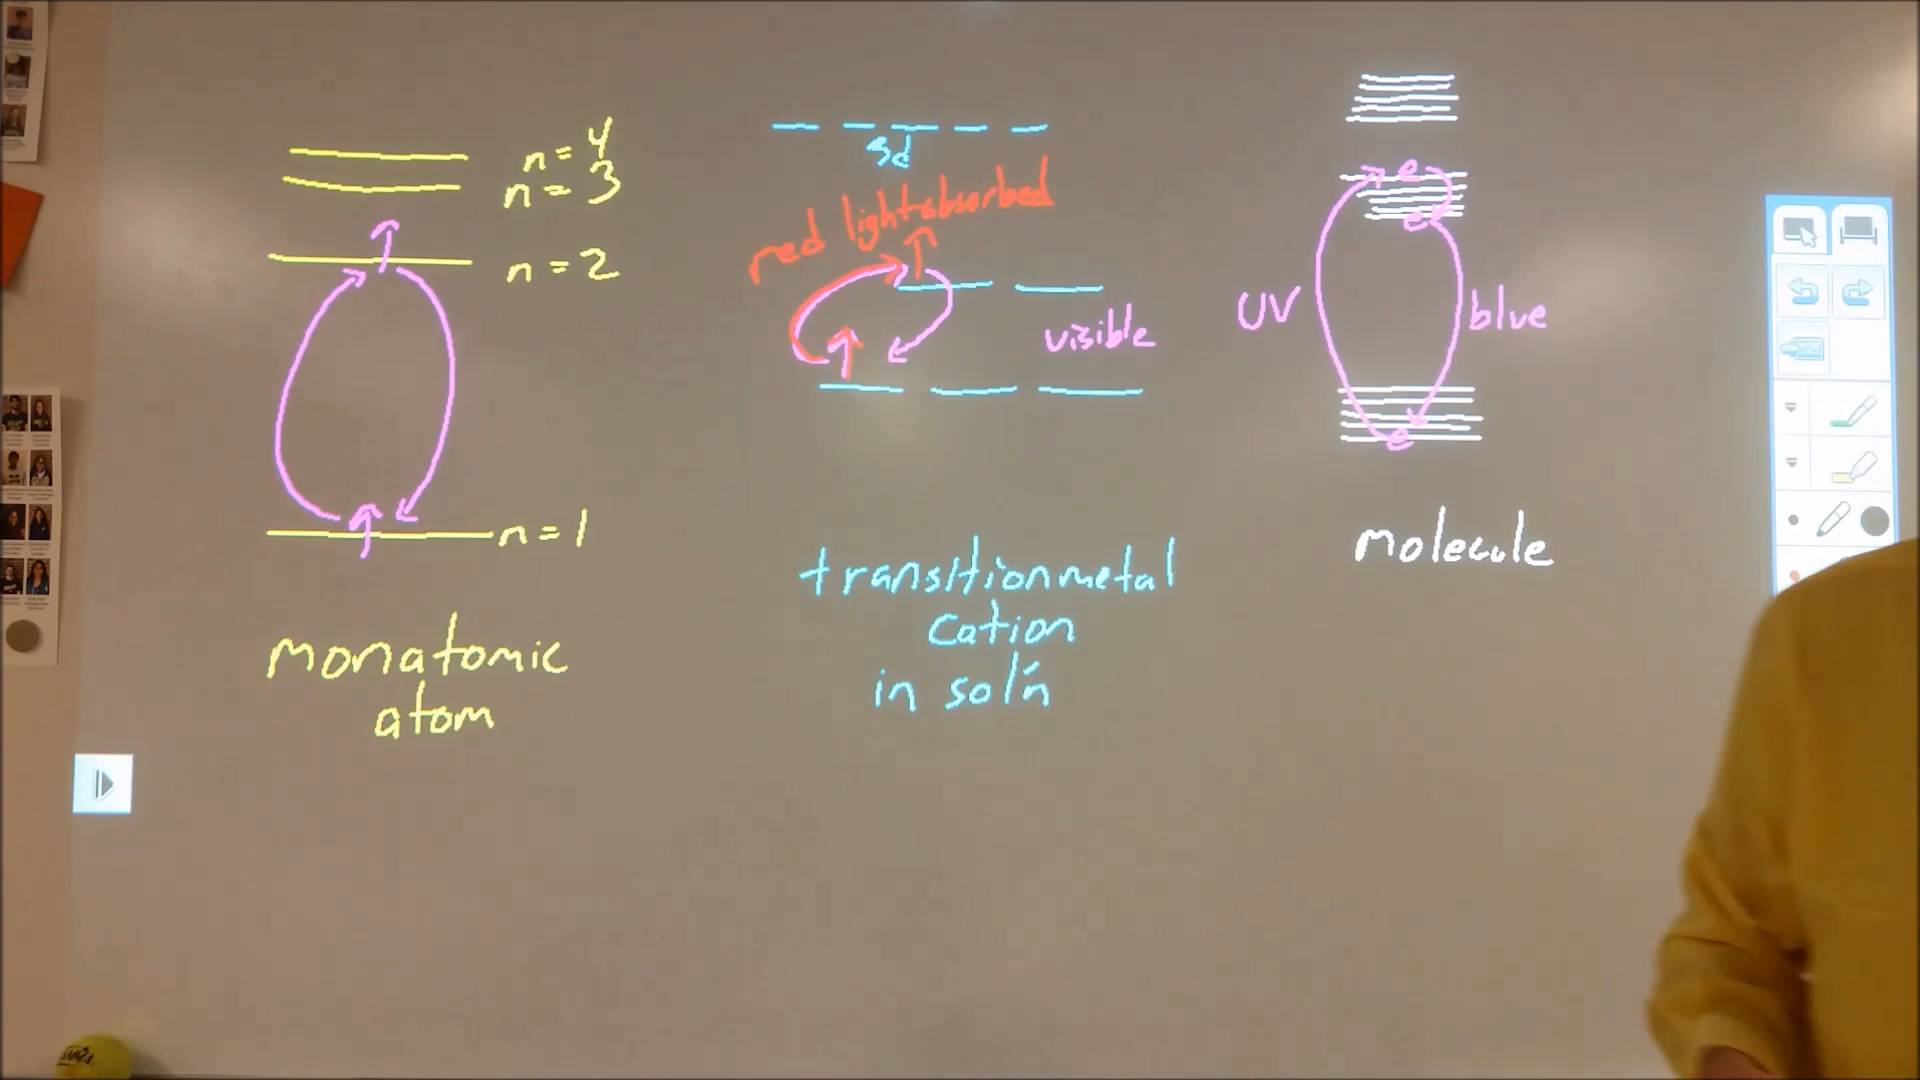 n = 4
n = 3
n = 2
n = 1
monatomic
atom
3d
red light absorbed
visible
transition metal
cation
in sol'n
e
e
UV
blue
e
molecule